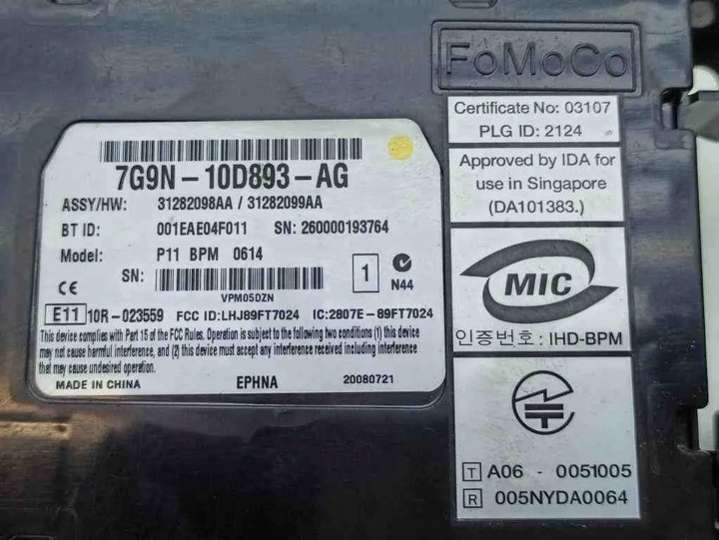 FoMoCo
7G9N-10D893-AG
ASSY/HW: 31282098AA / 31282099AA
BT ID: 001EAE04F011 SN: 260000193764
Model: P11 BPM 0614
SN:
1
N44
VPM05DZN
CE
E11 10R-023559 FCC ID:LHJ89FT7024 IC:2807E-89FT7024
This device complies with Part 15 of the FCC Rules. Operation is subject to the following two conditions (1) this device
may not cause harmful interference, and (2) this device must accept any interference received including interference
that may cause undesired operation.
MADE IN CHINA EPHNA 20080721
Certificate No: 03107
PLG ID: 2124
Approved by IDA for
use in Singapore
(DA101383.)
MIC
인증번호: IHD-BPM
T A06 - 0051005
R 005NYDA0064